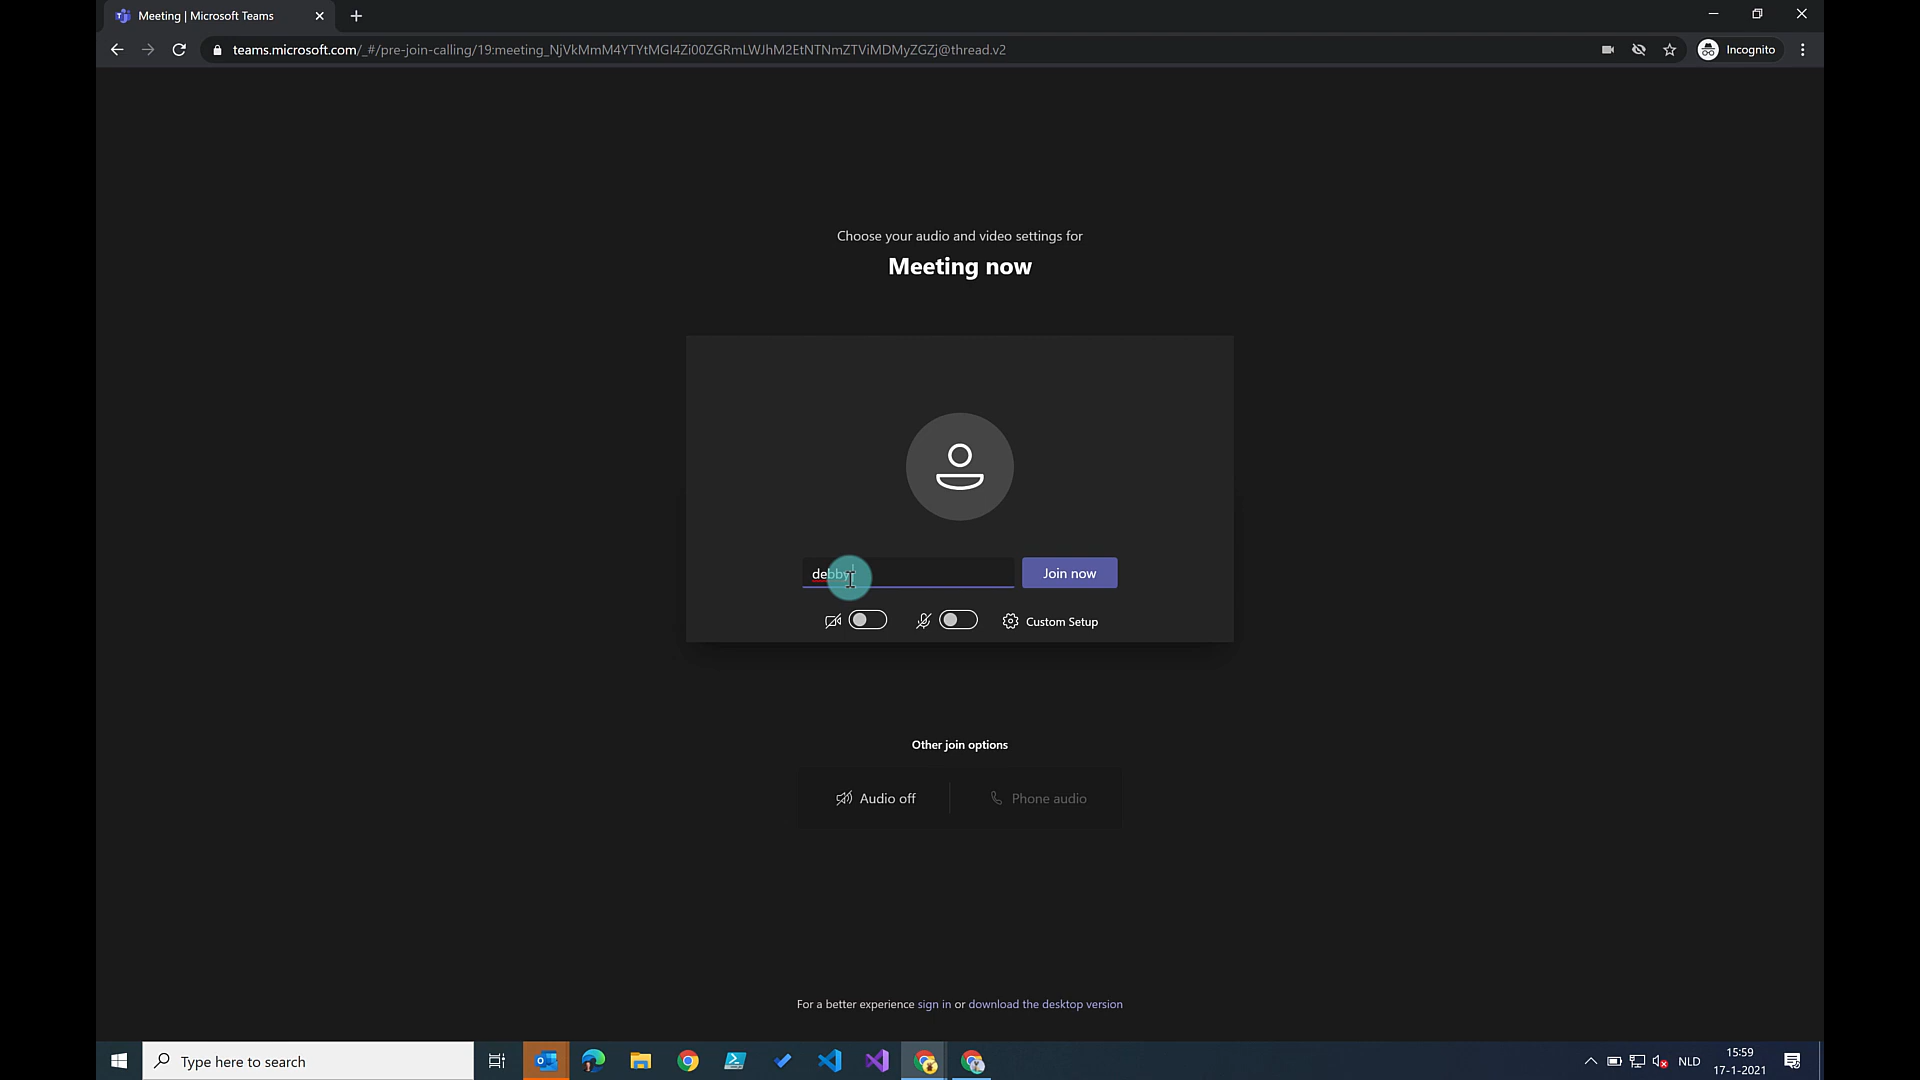 Meeting | Microsoft Teams
teams.microsoft.com/_#/pre-join-calling/19:meeting_NjVkMmM4YTYtMGI4Zi00ZGRmLWJhM2EtNTNmZTViMDMyZGZj@thread.v2
Incognito
Choose your audio and video settings for
Meeting now
debby
Join now
Custom Setup
Other join options
Audio off
Phone audio
For a better experience sign in or download the desktop version
Type here to search
NLD
15:59
17-1-2021